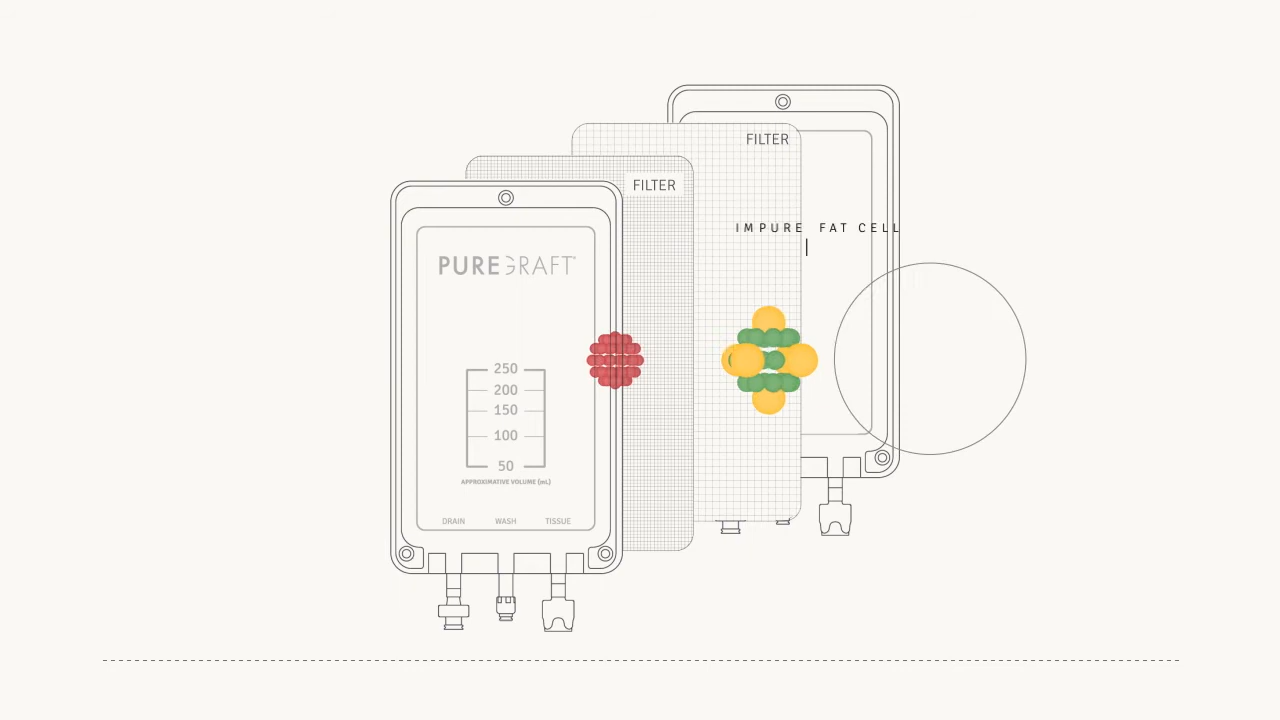 FILTER
FILTER
IMPURE FAT CELL
PUREGRAFT®
250
200
150
100
50
APPROXIMATIVE VOLUME (mL)
DRAIN WASH TISSUE